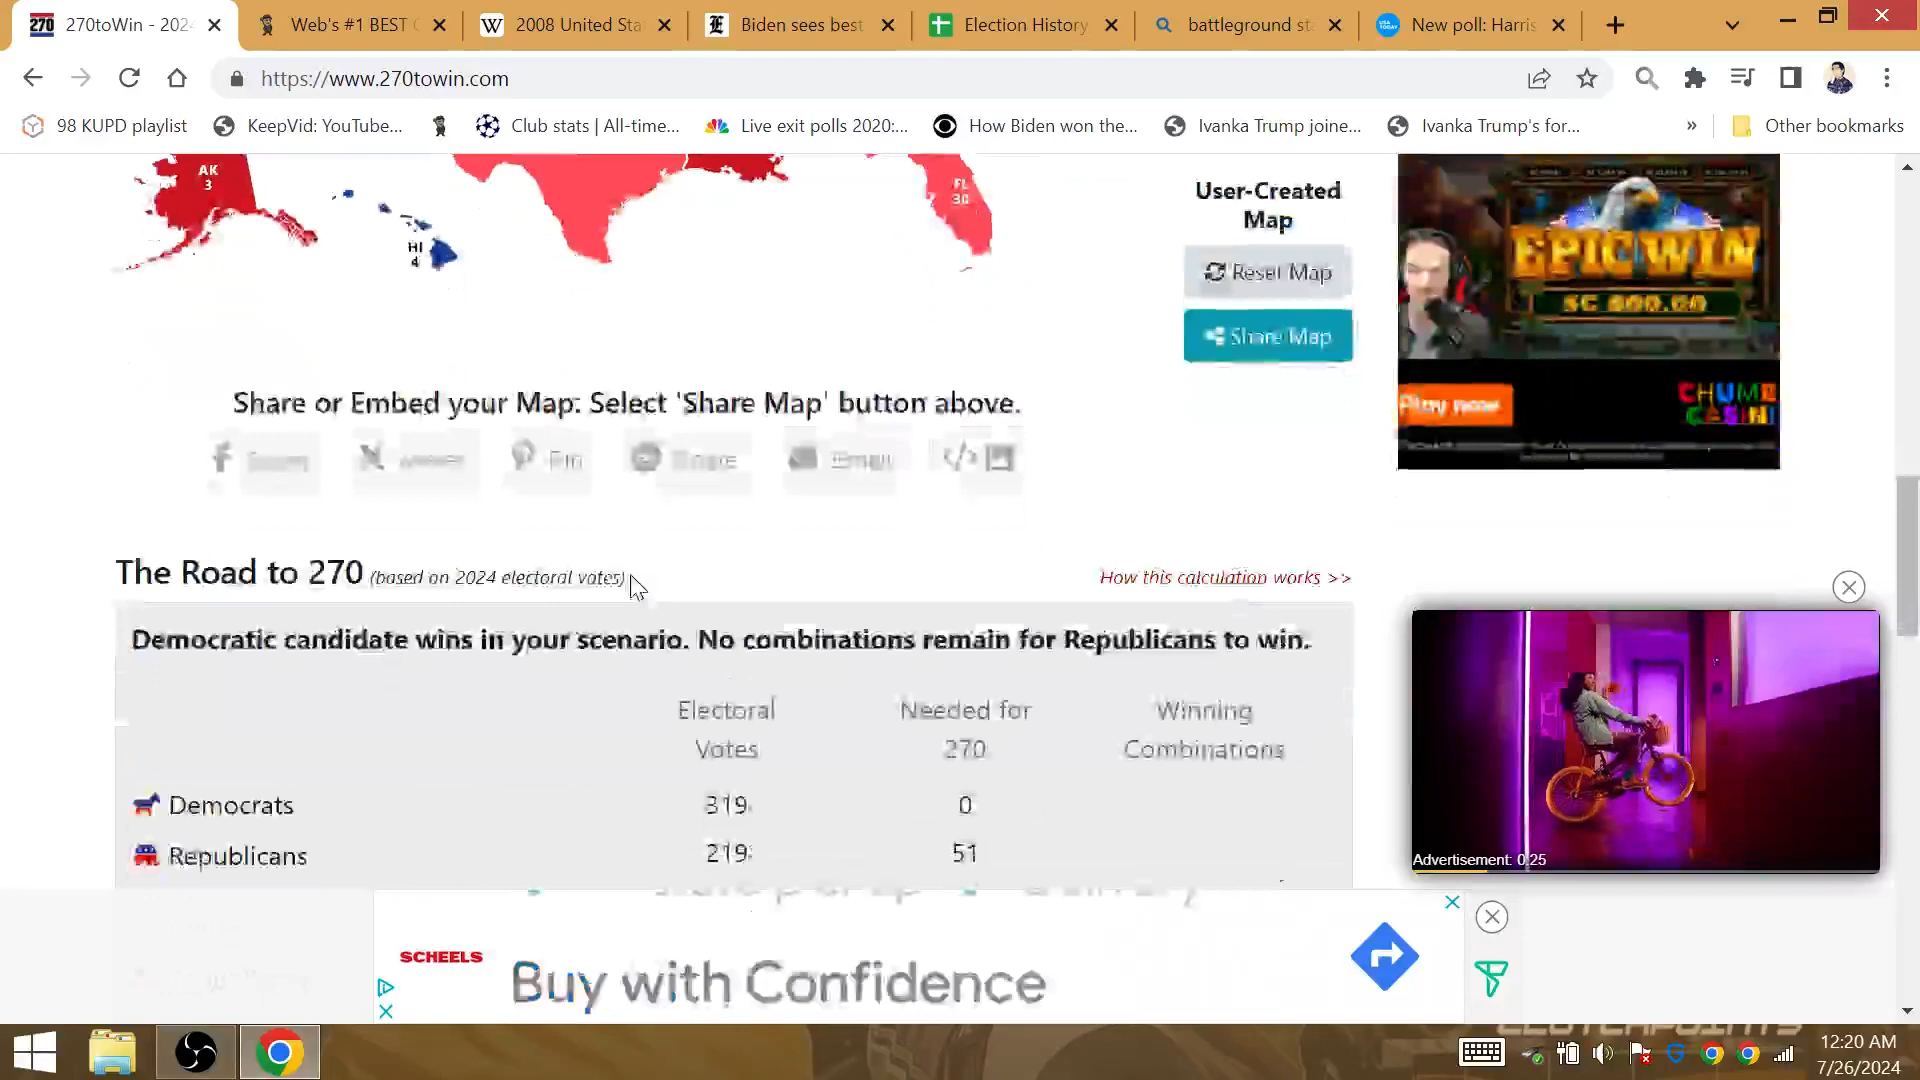 270toWin - 202
Web's #1 BEST
2008 United Sta
Biden sees best
Election History
battleground st
New poll: Harris
https://www.270towin.com
98 KUPD playlist
KeepVid: YouTube...
Club stats | All-time...
Live exit polls 2020:...
How Biden won the...
Ivanka Trump joine...
Ivanka Trump's for...
»
Other bookmarks
AK
3
HI
4
FL
30
User-Created
Map
Reset Map
Share Map
EPIC WIN
Play now
Share or Embed your Map. Select 'Share Map' button above.
Pin
Email
The Road to 270 (based on 2024 electoral votes)
How this calculation works >>
Democratic candidate wins in your scenario. No combinations remain for Republicans to win.
Electoral
Votes
Needed for
270
Winning
Combinations
Democrats
319
0
Republicans
219
51
Advertisement: 0:25
SCHEELS
Buy with Confidence
12:20 AM
7/26/2024